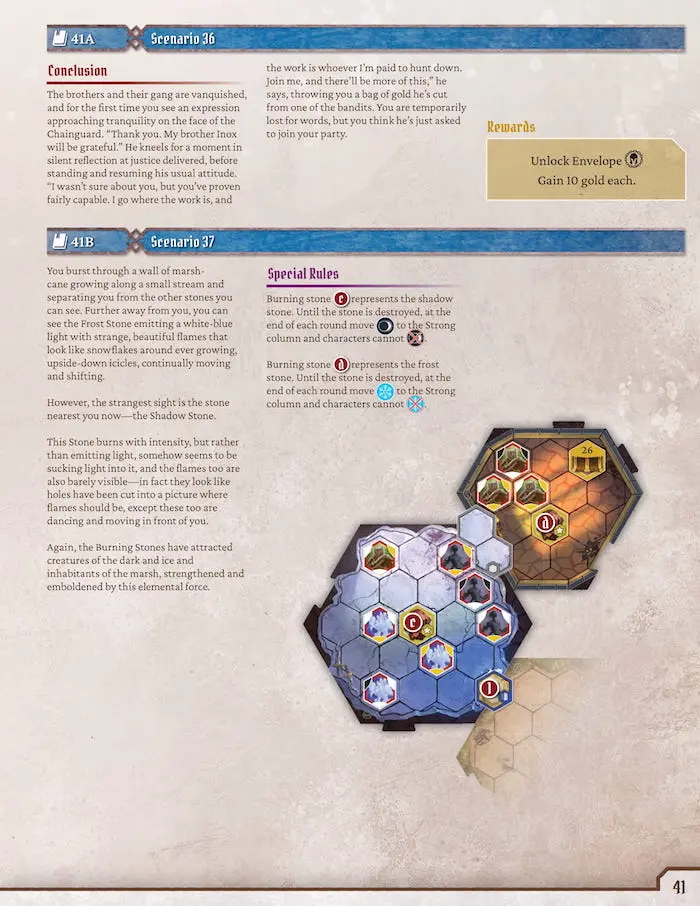 41A Scenario 36
Conclusion
The brothers and their gang are vanquished,
and for the first time you see an expression
approaching tranquility on the face of the
Chainguard. “Thank you. My brother Inox
will be grateful.” He kneels for a moment in
silent reflection at justice delivered, before
standing and resuming his usual attitude.
“I wasn’t sure about you, but you’ve proven
fairly capable. I go where the work is, and
the work is whoever I’m paid to hunt down.
Join me, and there’ll be more of this,” he
says, throwing you a bag of gold he’s cut
from one of the bandits. You are temporarily
lost for words, but you think he’s just asked
to join your party.
Rewards
Unlock Envelope
Gain 10 gold each.
41B Scenario 37
You burst through a wall of marsh-
cane growing along a small stream and
separating you from the other stones you
can see. Further away from you, you can
see the Frost Stone emitting a white-blue
light with strange, beautiful flames that
look like snowflakes around ever growing,
upside-down icicles, continually moving
and shifting.
However, the strangest sight is the stone
nearest you now—the Shadow Stone.
This Stone burns with intensity, but rather
than emitting light, somehow seems to be
sucking light into it, and the flames too are
also barely visible—in fact they look like
holes have been cut into a picture where
flames should be, except these too are
dancing and moving in front of you.
Again, the Burning Stones have attracted
creatures of the dark and ice and
inhabitants of the marsh, strengthened and
emboldened by this elemental force.
Special Rules
Burning stone c represents the shadow
stone. Until the stone is destroyed, at the
end of each round move to the Strong
column and characters cannot .
Burning stone d represents the frost
stone. Until the stone is destroyed, at the
end of each round move to the Strong
column and characters cannot .
26
d
c
1
41